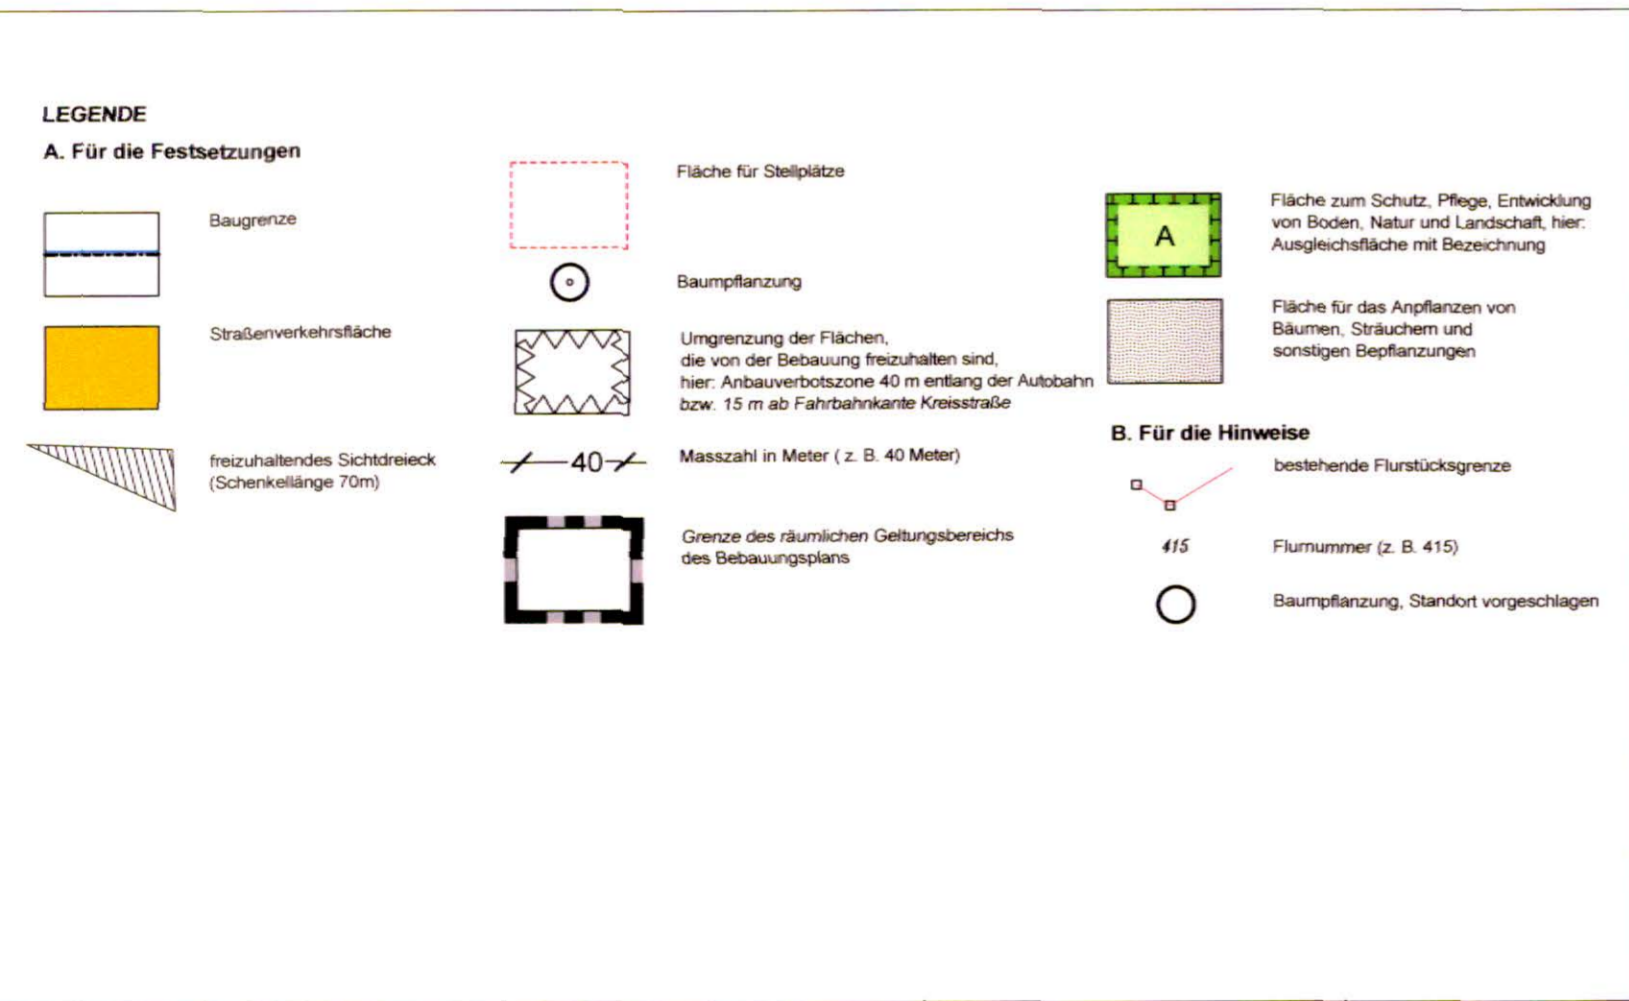 LEGENDE
A. Für die Festsetzungen
Baugrenze
Straßenverkehrsfläche
freizuhaltendes Sichtdreieck
(Schenkellänge 70m)
Fläche für Stellplätze
Baumpflanzung
Umgrenzung der Flächen,
die von der Bebauung freizuhalten sind,
hier: Anbauverbotszone 40 m entlang der Autobahn
bzw. 15 m ab Fahrbahnkante Kreisstraße
40
Masszahl in Meter ( z. B. 40 Meter)
Grenze des räumlichen Geltungsbereichs
des Bebauungsplans
A
Fläche zum Schutz, Pflege, Entwicklung
von Boden, Natur und Landschaft, hier:
Ausgleichsfläche mit Bezeichnung
Fläche für das Anpflanzen von
Bäumen, Sträuchern und
sonstigen Bepflanzungen
B. Für die Hinweise
bestehende Flurstücksgrenze
415
Flurnummer (z. B. 415)
Baumpflanzung, Standort vorgeschlagen